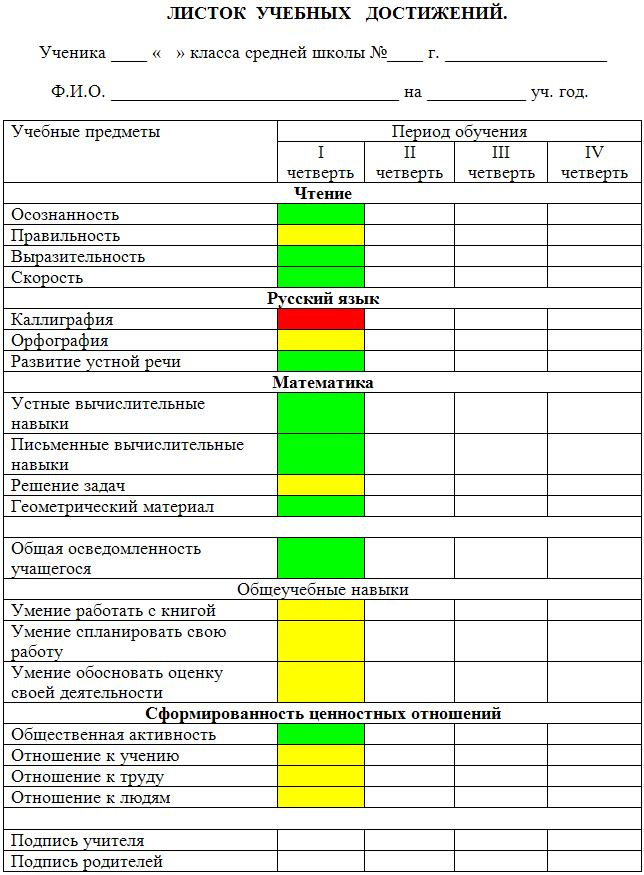 ЛИСТОК УЧЕБНЫХ ДОСТИЖЕНИЙ.
Ученика ____ « » класса средней школы №____ г. __________________
Ф.И.О. ________________________________ на ___________ уч. год.
Учебные предметы Период обучения
I четверть II четверть III четверть IV четверть
Чтение
Осознанность
Правильность
Выразительность
Скорость
Русский язык
Каллиграфия
Орфография
Развитие устной речи
Математика
Устные вычислительные
навыки
Письменные вычислительные
навыки
Решение задач
Геометрический материал
Общая осведомленность
учащегося
Общеучебные навыки
Умение работать с книгой
Умение спланировать свою
работу
Умение обосновать оценку
своей деятельности
Сформированность ценностных отношений
Общественная активность
Отношение к учению
Отношение к труду
Отношение к людям
Подпись учителя
Подпись родителей